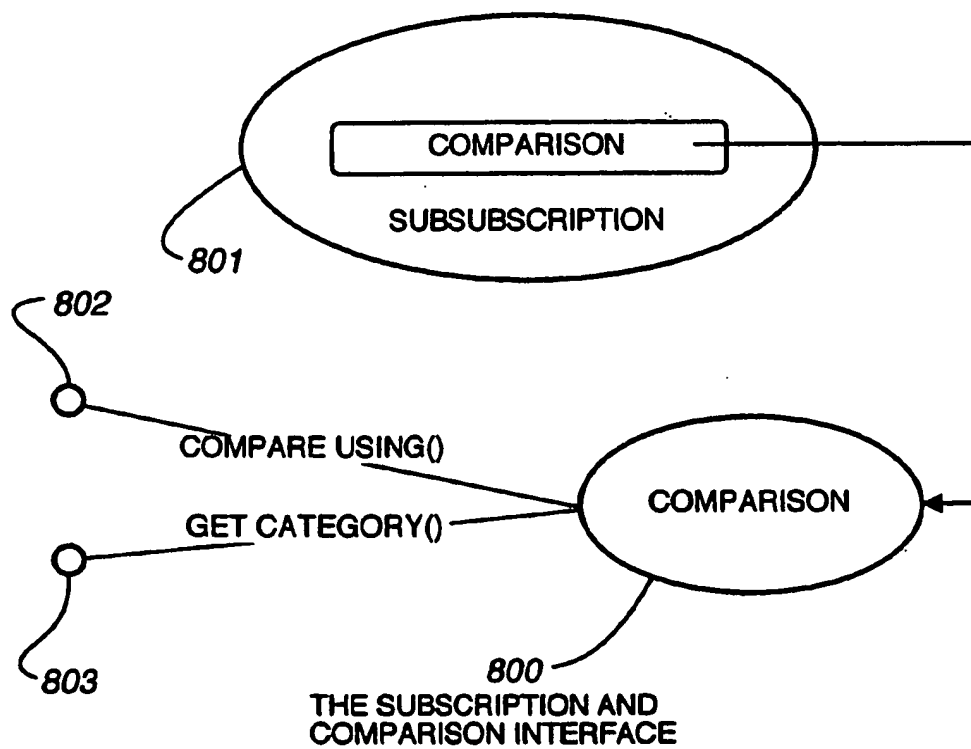 COMPARISON
SUBSUBSCRIPTION
801
802
COMPARE USING()
COMPARISON
GET CATEGORY()
803
800
THE SUBSCRIPTION AND
COMPARISON INTERFACE